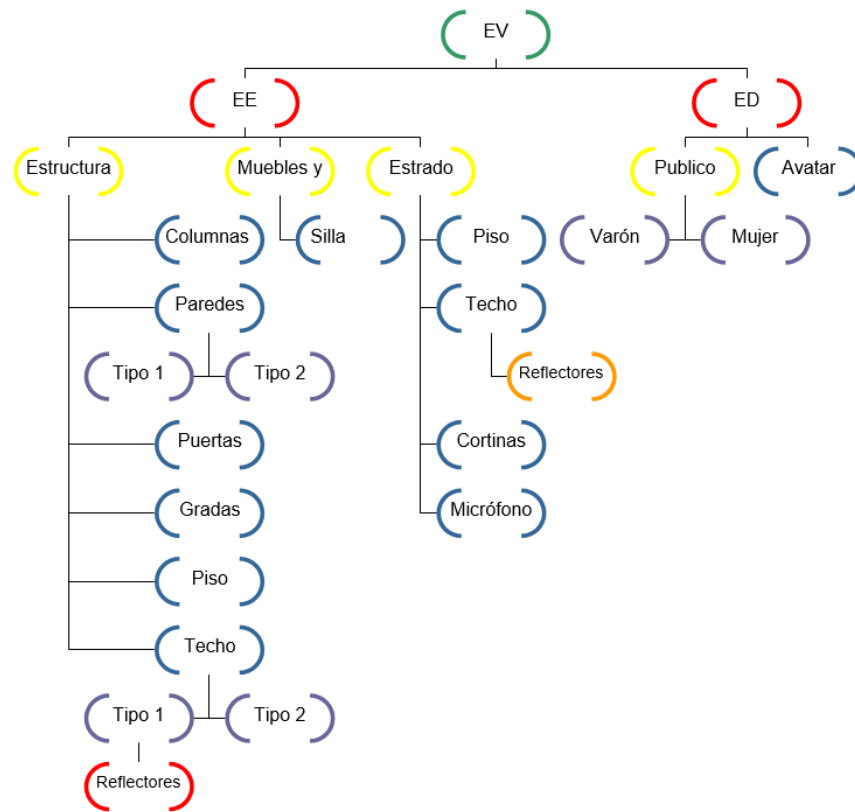 EV
EE
ED
Estructura
Muebles y
Estrado
Publico
Avatar
Columnas
Silla
Piso
Varón
Mujer
Paredes
Techo
Tipo 1
Tipo 2
Reflectores
Puertas
Cortinas
Gradas
Micrófono
Piso
Techo
Tipo 1
Tipo 2
Reflectores